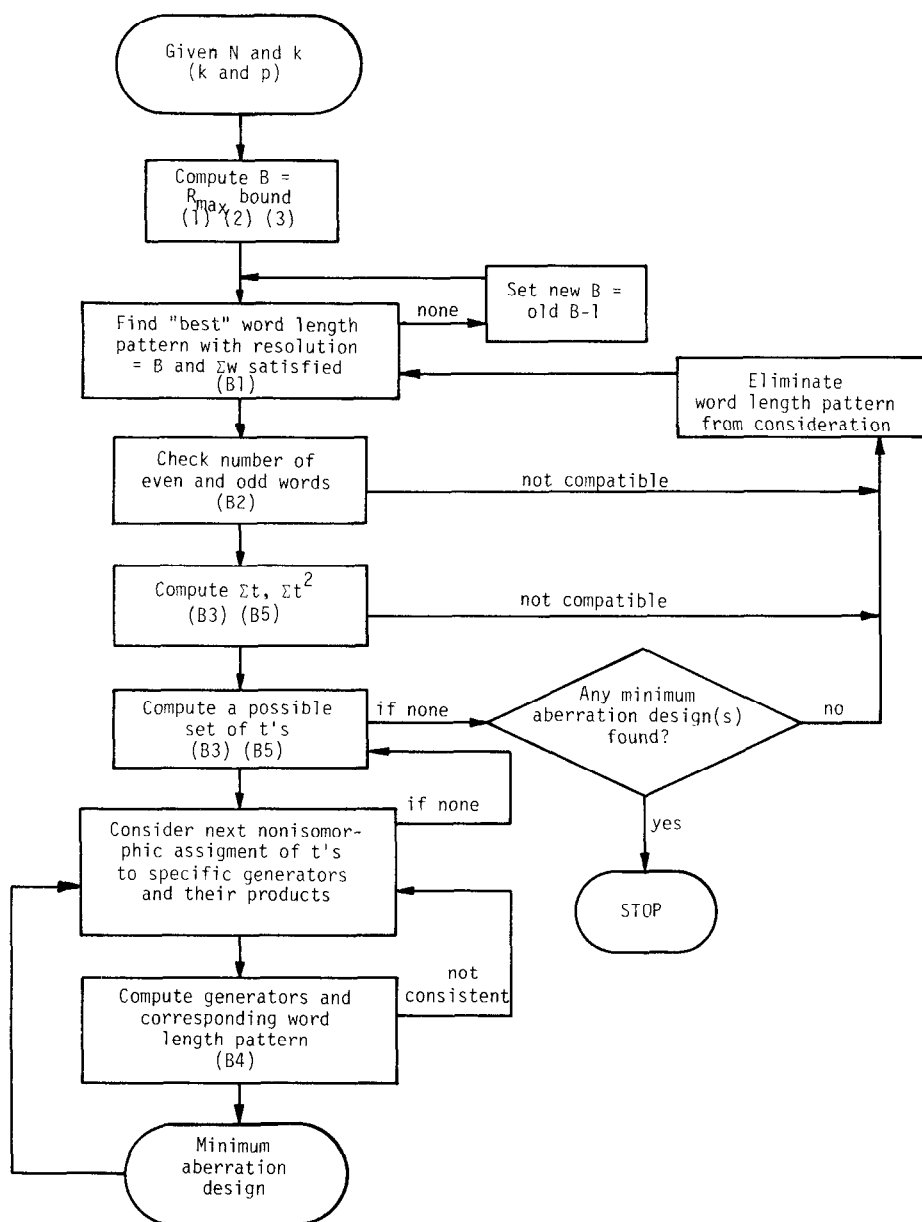 Given N and k
(k and p)
Compute B =
Rmax bound
(1) (2) (3)
Set new B =
old B-1
none
Find "best" word length
pattern with resolution
= B and Σw satisfied
(B1)
Eliminate
word length pattern
from consideration
Check number of
even and odd words
(B2)
not compatible
Compute Σt, Σt²
(B3) (B5)
not compatible
Compute a possible
set of t's
(B3) (B5)
if none
Any minimum
aberration design(s)
found?
no
if none
yes
Consider next nonisomor-
phic assigment of t's
to specific generators
and their products
STOP
not
consistent
Compute generators and
corresponding word
length pattern
(B4)
Minimum
aberration
design